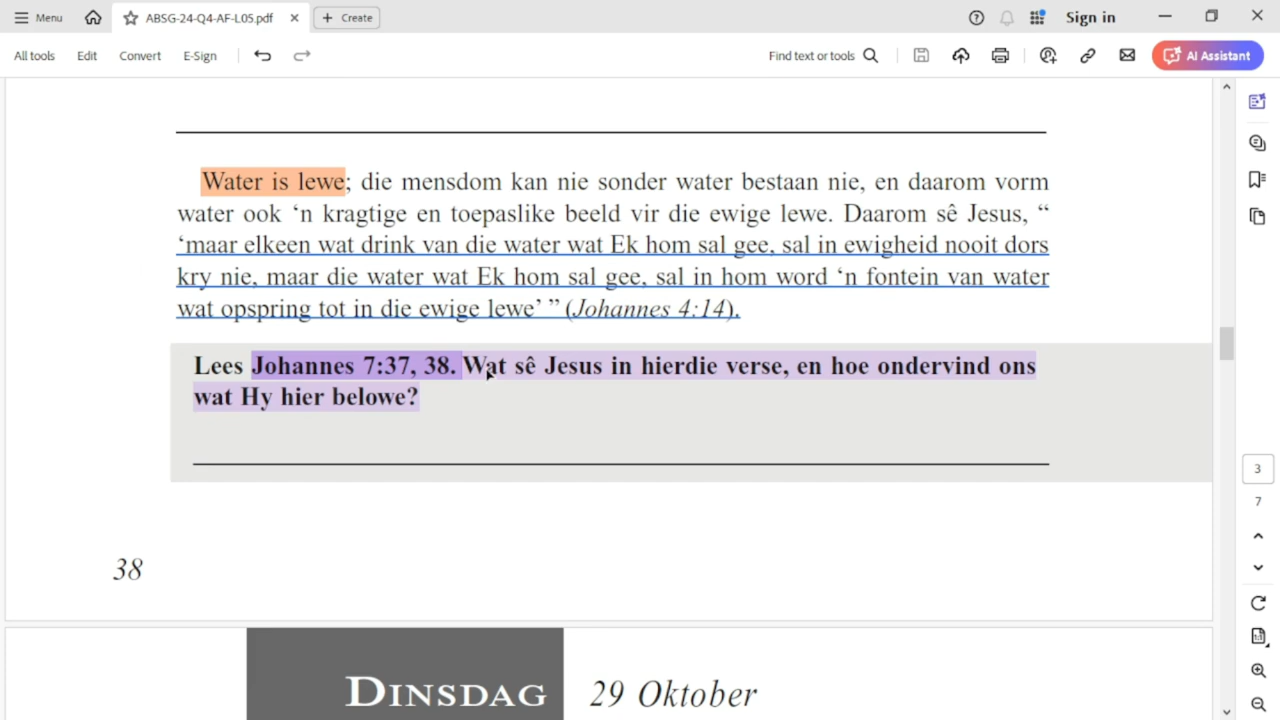 Menu
ABSG-24-Q4-AF-L05.pdf
Create
Sign in
All tools
Edit
Convert
E-Sign
Find text or tools
AI Assistant
Water is lewe; die mensdom kan nie sonder water bestaan nie, en daarom vorm
water ook ‘n kragtige en toepaslike beeld vir die ewige lewe. Daarom sê Jesus, “
‘maar elkeen wat drink van die water wat Ek hom sal gee, sal in ewigheid nooit dors
kry nie, maar die water wat Ek hom sal gee, sal in hom word ‘n fontein van water
wat opspring tot in die ewige lewe’ ” (Johannes 4:14).
Lees Johannes 7:37, 38. Wat sê Jesus in hierdie verse, en hoe ondervind ons
wat Hy hier belowe?
3
7
38
DINSDAG 29 Oktober